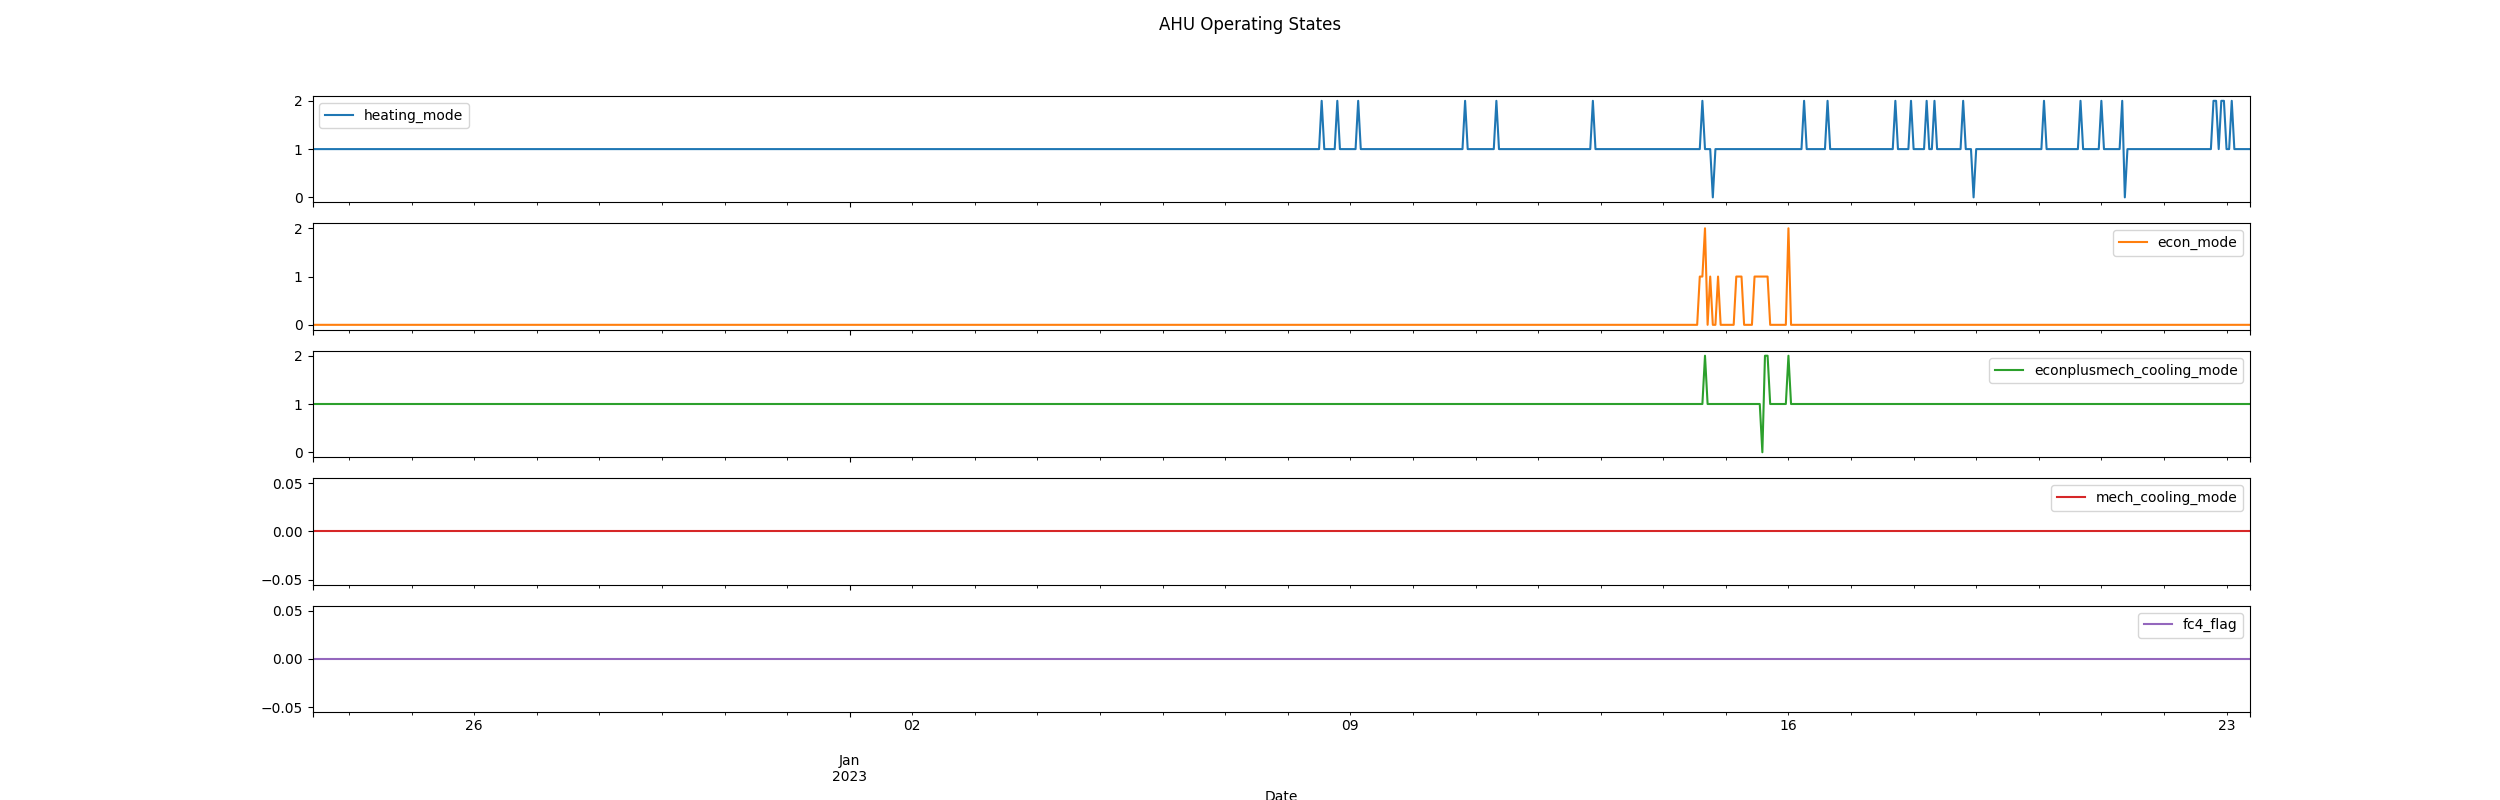 AHU Operating States
2
1
0
heating_mode
2
1
0
econ_mode
2
1
0
econplusmech_cooling_mode
0.05
0.00
−0.05
mech_cooling_mode
0.05
0.00
−0.05
fc4_flag
26 02 09 16 23
Jan
2023
Date